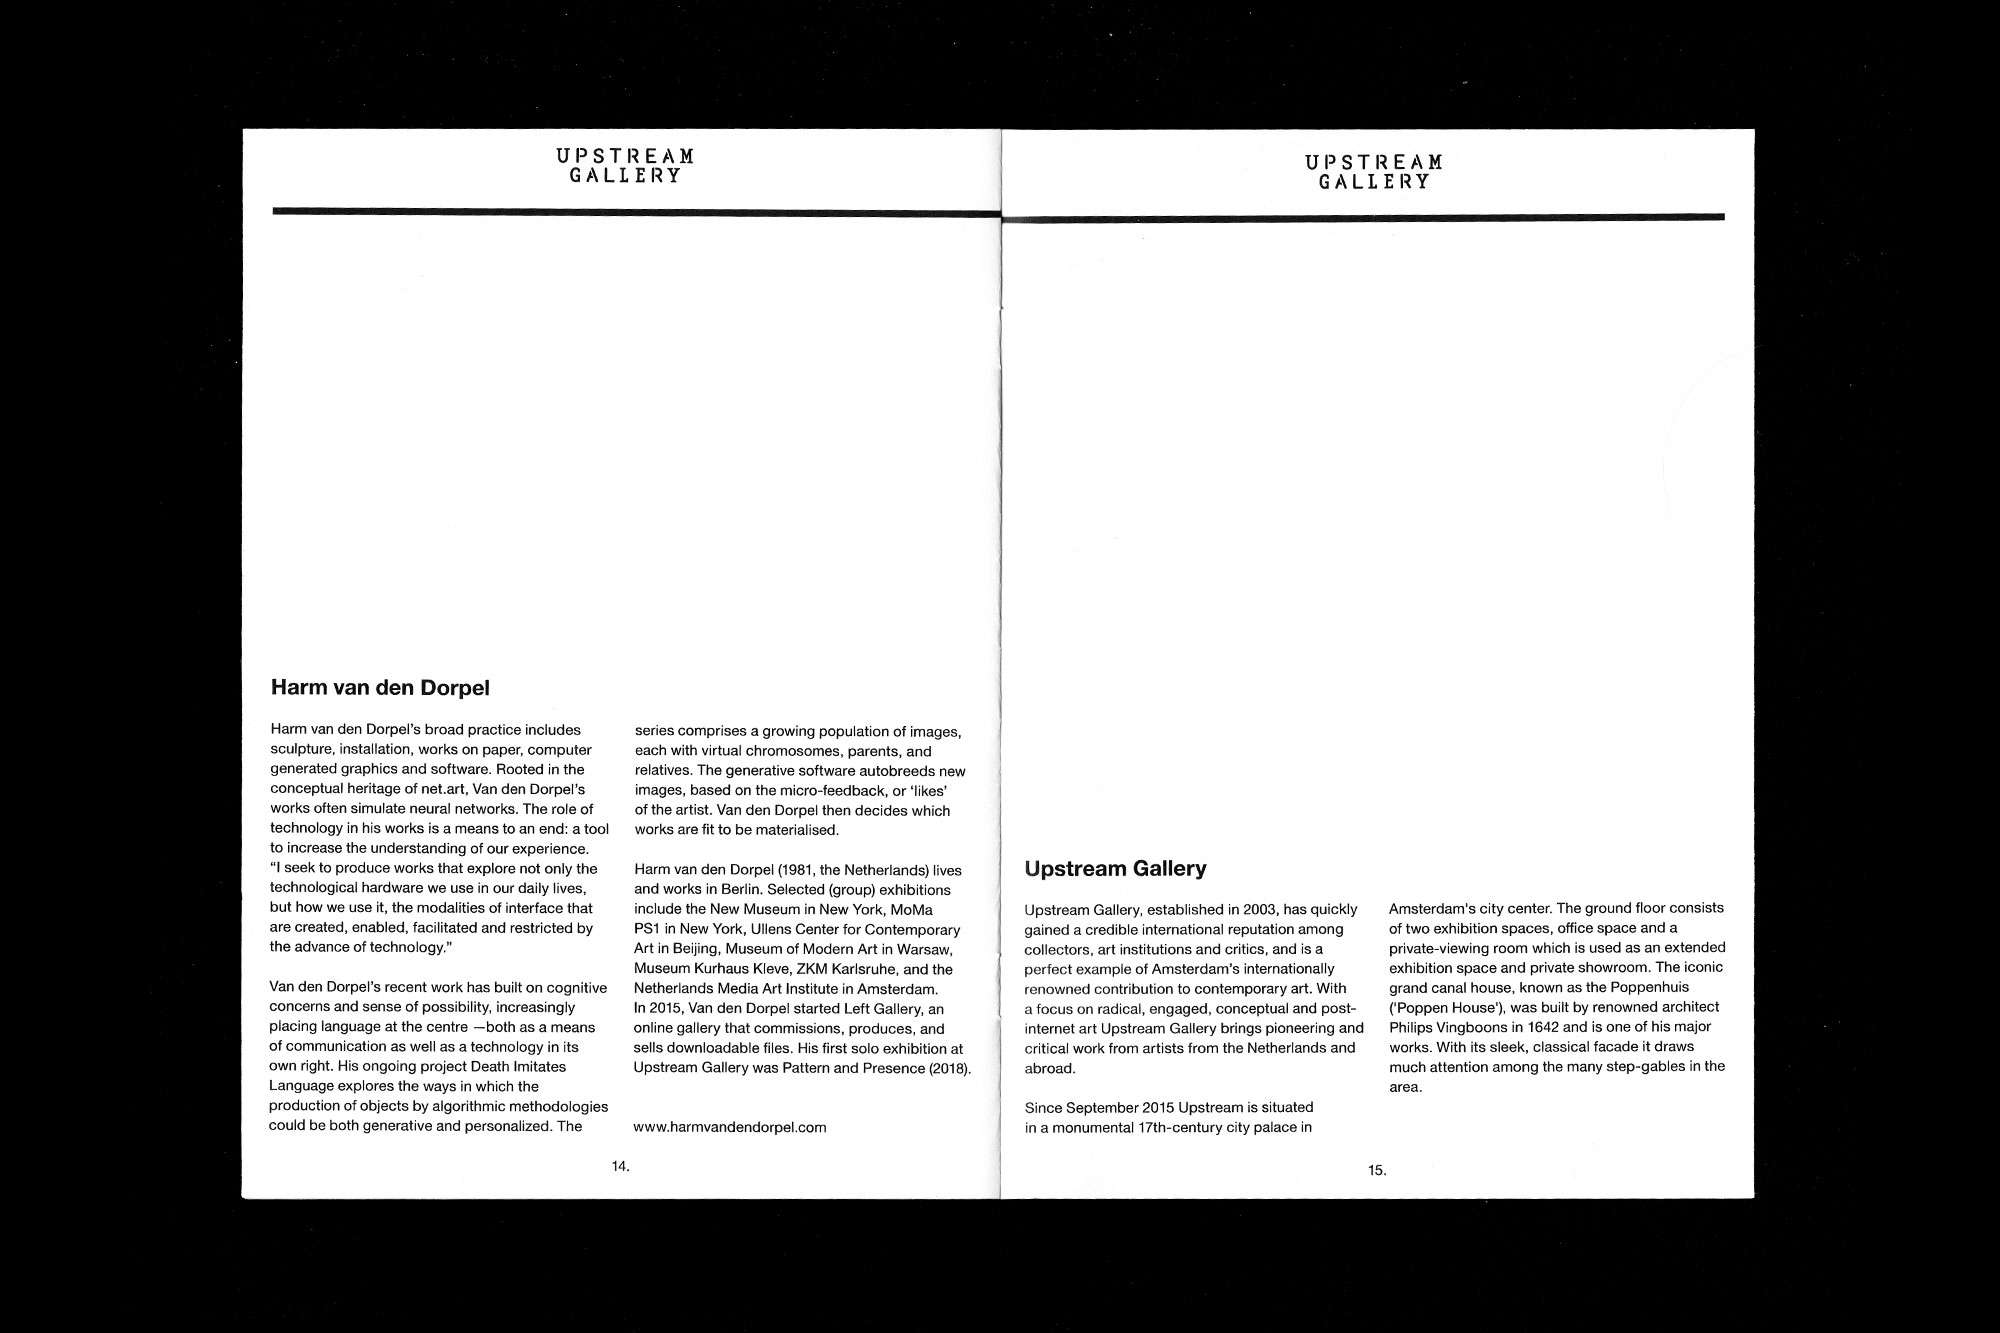 UPSTREAM
GALLERY
Harm van den Dorpel
Harm van den Dorpel’s broad practice includes
sculpture, installation, works on paper, computer
generated graphics and software. Rooted in the
conceptual heritage of net.art, Van den Dorpel’s
works often simulate neural networks. The role of
technology in his works is a means to an end: a tool
to increase the understanding of our experience.
“I seek to produce works that explore not only the
technological hardware we use in our daily lives,
but how we use it, the modalities of interface that
are created, enabled, facilitated and restricted by
the advance of technology.”
Van den Dorpel’s recent work has built on cognitive
concerns and sense of possibility, increasingly
placing language at the centre —both as a means
of communication as well as a technology in its
own right. His ongoing project Death Imitates
Language explores the ways in which the
production of objects by algorithmic methodologies
could be both generative and personalized. The
series comprises a growing population of images,
each with virtual chromosomes, parents, and
relatives. The generative software autobreeds new
images, based on the micro-feedback, or ‘likes’
of the artist. Van den Dorpel then decides which
works are fit to be materialised.
Harm van den Dorpel (1981, the Netherlands) lives
and works in Berlin. Selected (group) exhibitions
include the New Museum in New York, MoMa
PS1 in New York, Ullens Center for Contemporary
Art in Beijing, Museum of Modern Art in Warsaw,
Museum Kurhaus Kleve, ZKM Karlsruhe, and the
Netherlands Media Art Institute in Amsterdam.
In 2015, Van den Dorpel started Left Gallery, an
online gallery that commissions, produces, and
sells downloadable files. His first solo exhibition at
Upstream Gallery was Pattern and Presence (2018).
www.harmvandendorpel.com
14.
UPSTREAM
GALLERY
Upstream Gallery
Upstream Gallery, established in 2003, has quickly
gained a credible international reputation among
collectors, art institutions and critics, and is a
perfect example of Amsterdam’s internationally
renowned contribution to contemporary art. With
a focus on radical, engaged, conceptual and post-
internet art Upstream Gallery brings pioneering and
critical work from artists from the Netherlands and
abroad.
Since September 2015 Upstream is situated
in a monumental 17th-century city palace in
Amsterdam's city center. The ground floor consists
of two exhibition spaces, office space and a
private-viewing room which is used as an extended
exhibition space and private showroom. The iconic
grand canal house, known as the Poppenhuis
('Poppen House'), was built by renowned architect
Philips Vingboons in 1642 and is one of his major
works. With its sleek, classical facade it draws
much attention among the many step-gables in the
area.
15.